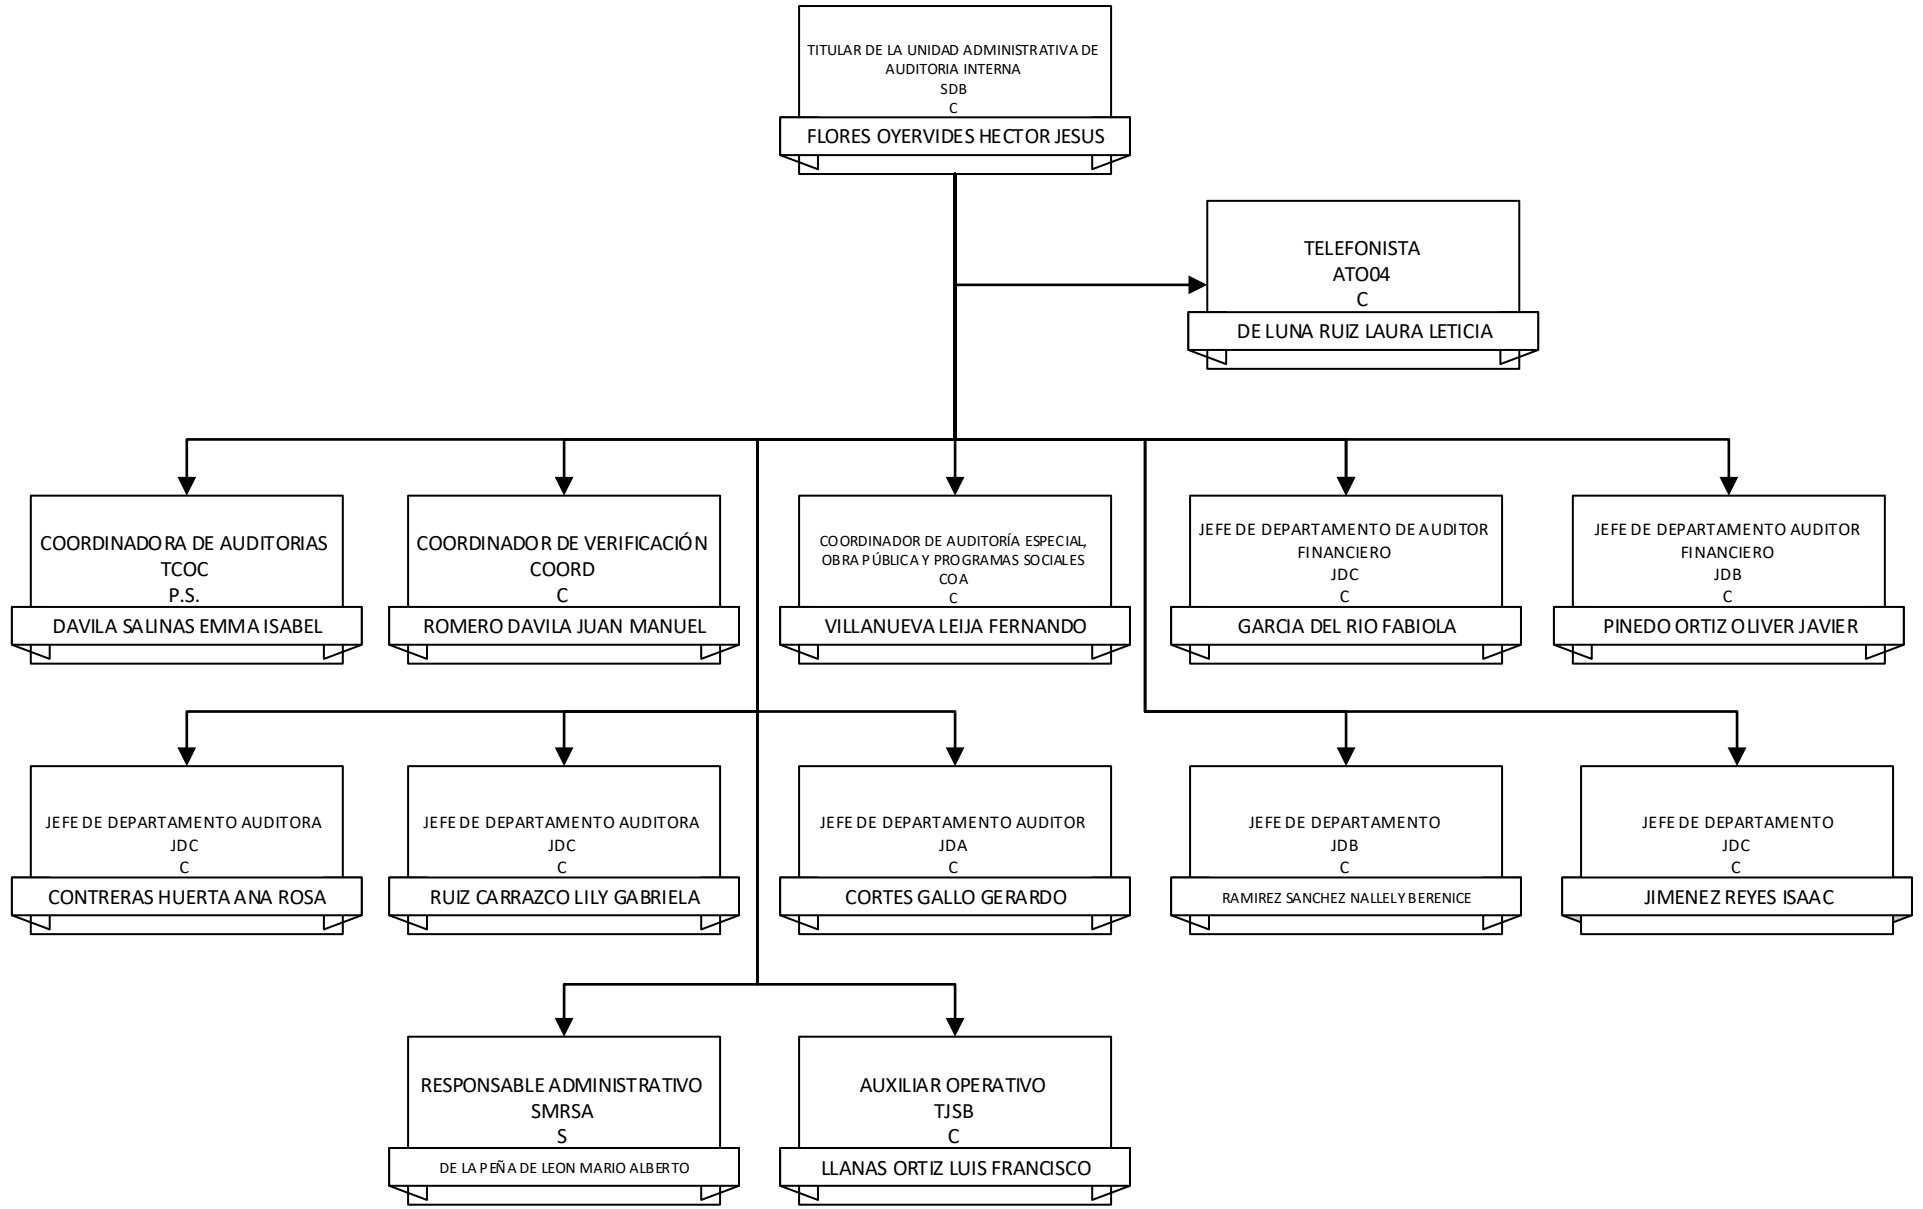 TITULAR DE LA UNIDAD ADMINISTRATIVA DE
AUDITORIA INTERNA
SDB
C
FLORES OYERVIDES HECTOR JESUS
TELEFONISTA
ATO04
C
DE LUNA RUIZ LAURA LETICIA
COORDINADORA DE AUDITORIAS
TCOC
P.S.
DAVILA SALINAS EMMA ISABEL
COORDINADOR DE VERIFICACIÓN
COORD
C
ROMERO DAVILA JUAN MANUEL
COORDINADOR DE AUDITORÍA ESPECIAL,
OBRA PÚBLICA Y PROGRAMAS SOCIALES
COA
C
VILLANUEVA LEIJA FERNANDO
JEFE DE DEPARTAMENTO DE AUDITOR
FINANCIERO
JDC
C
GARCIA DEL RIO FABIOLA
JEFE DE DEPARTAMENTO AUDITOR
FINANCIERO
JDB
C
PINEDO ORTIZ OLIVER JAVIER
JEFE DE DEPARTAMENTO AUDITORA
JDC
C
CONTRERAS HUERTA ANA ROSA
JEFE DE DEPARTAMENTO AUDITORA
JDC
C
RUIZ CARRAZCO LILY GABRIELA
JEFE DE DEPARTAMENTO AUDITOR
JDA
C
CORTES GALLO GERARDO
JEFE DE DEPARTAMENTO
JDB
C
RAMIREZ SANCHEZ NALLELY BERENICE
JEFE DE DEPARTAMENTO
JDC
C
JIMENEZ REYES ISAAC
RESPONSABLE ADMINISTRATIVO
SMRSA
S
DE LA PEÑA DE LEON MARIO ALBERTO
AUXILIAR OPERATIVO
TJSB
C
LLANAS ORTIZ LUIS FRANCISCO